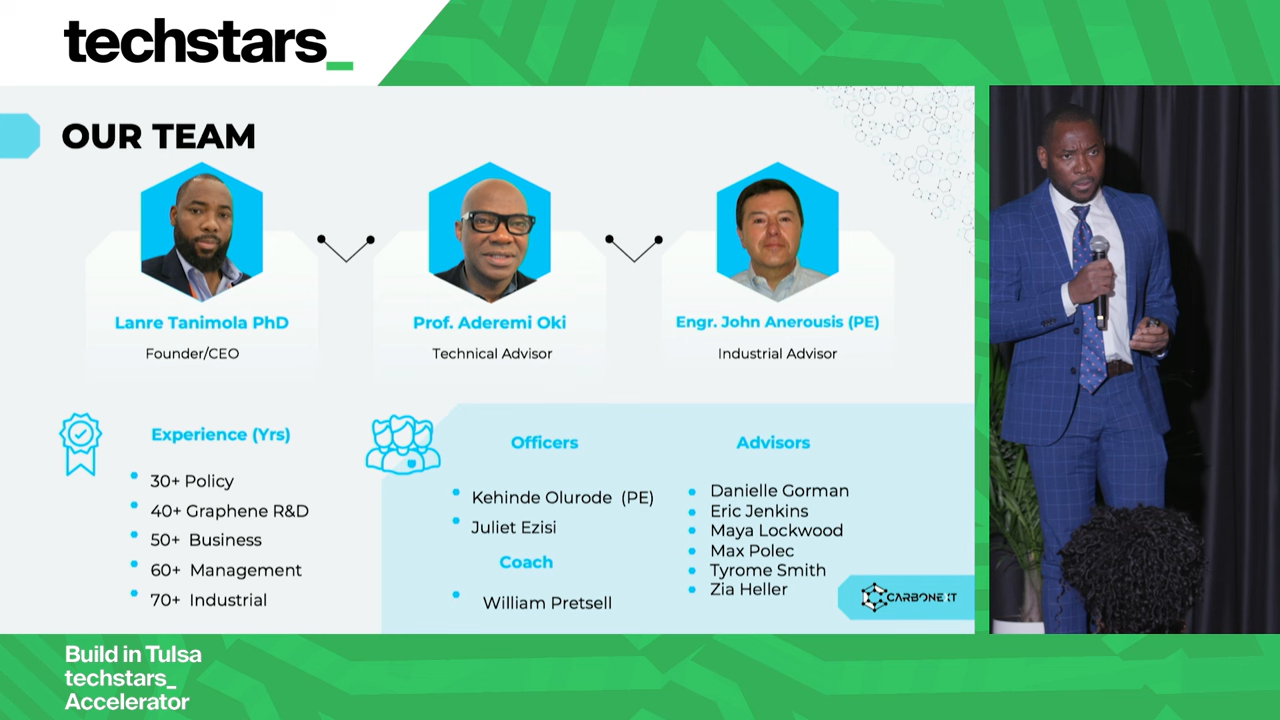 techstars_
OUR TEAM
Lanre Tanimola PhD
Founder/CEO
Prof. Aderemi Oki
Technical Advisor
Engr. John Anerousis (PE)
Industrial Advisor
Experience (Yrs)
30+ Policy
40+ Graphene R&D
50+ Business
60+ Management
70+ Industrial
Officers
Kehinde Olurode (PE)
Juliet Ezisi
Coach
William Pretsell
Advisors
Danielle Gorman
Eric Jenkins
Maya Lockwood
Max Polec
Tyrome Smith
Zia Heller
Build in Tulsa
techstars_
Accelerator